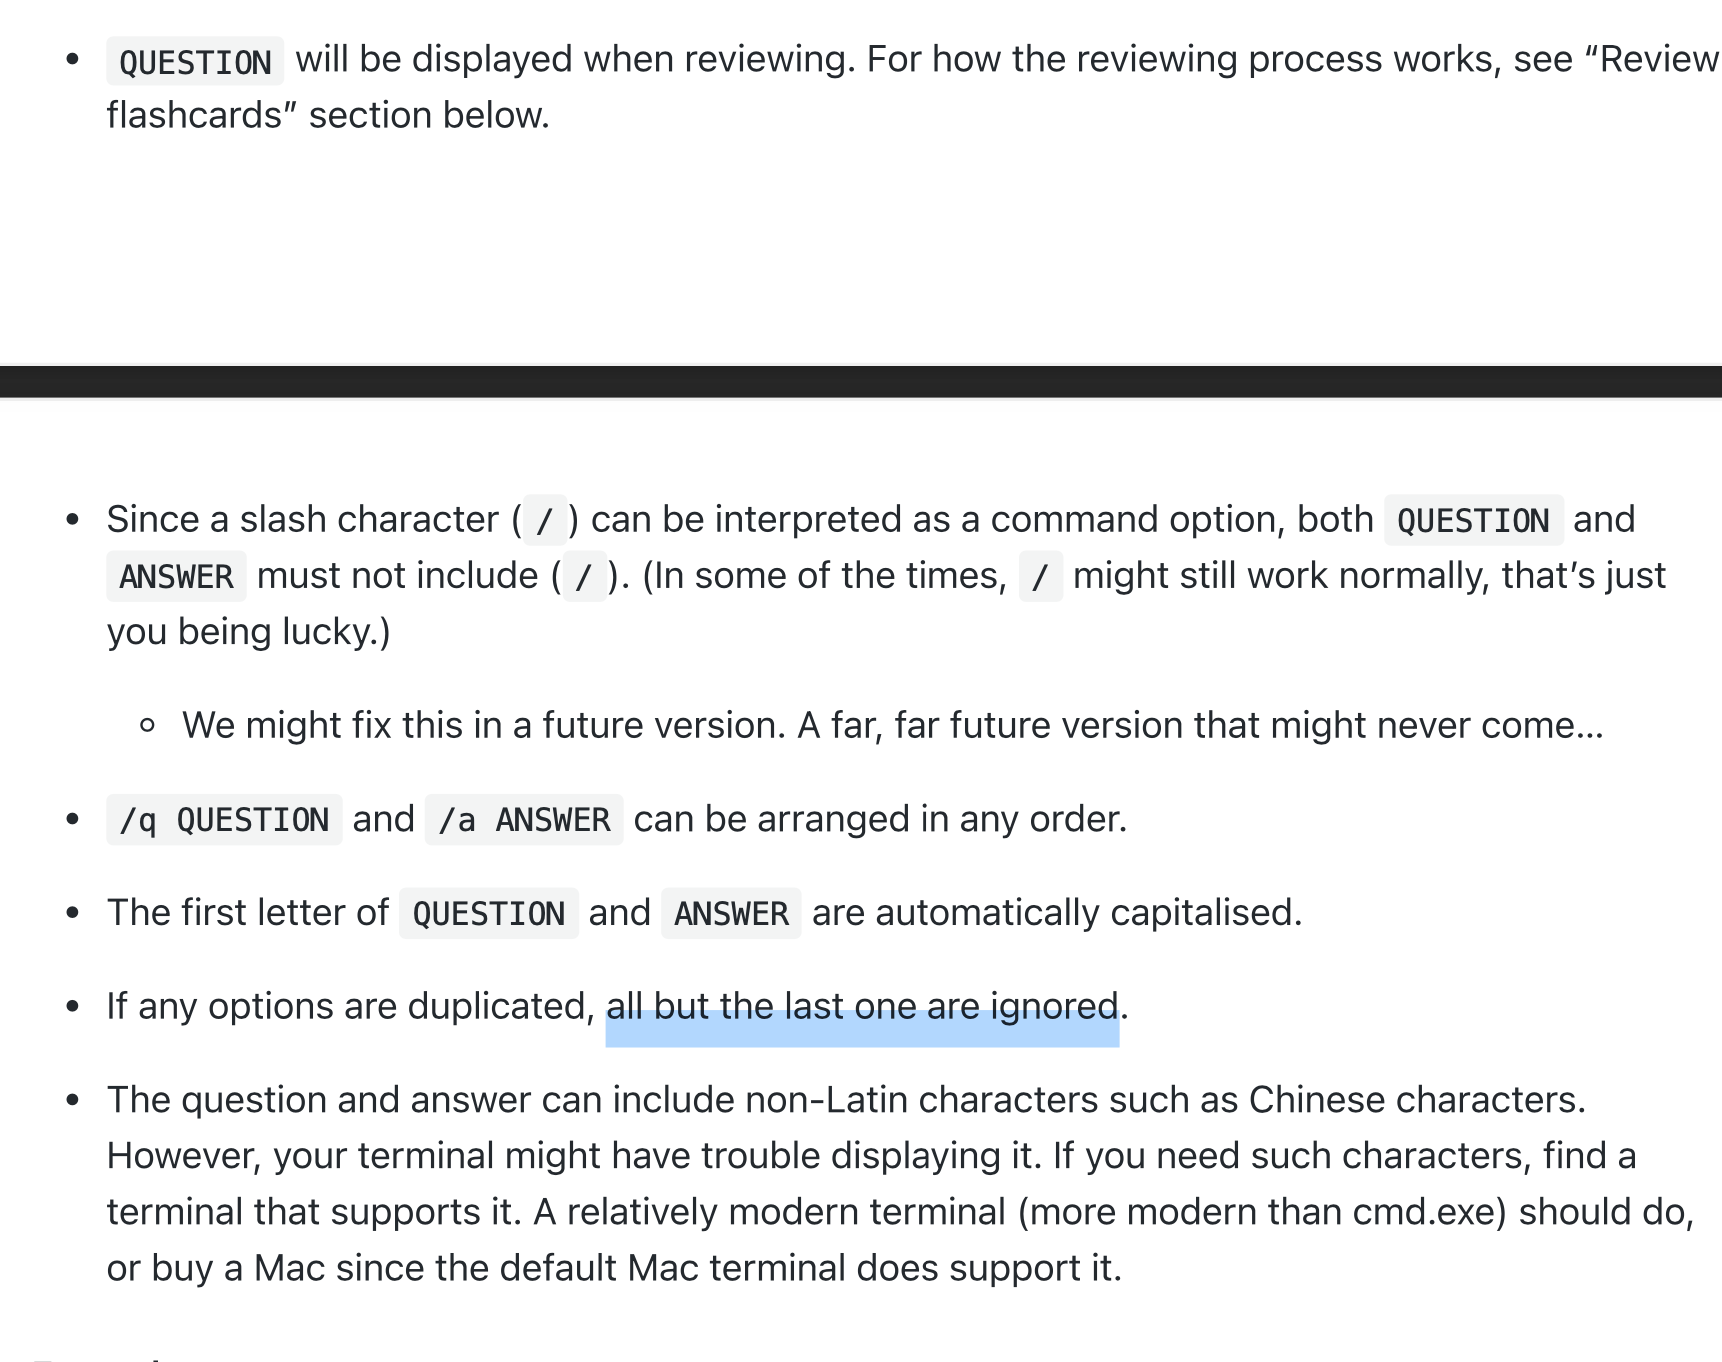 • QUESTION will be displayed when reviewing. For how the reviewing process works, see “Review
flashcards” section below.
• Since a slash character ( / ) can be interpreted as a command option, both QUESTION and
ANSWER must not include ( / ). (In some of the times, / might still work normally, that’s just
you being lucky.)
◦ We might fix this in a future version. A far, far future version that might never come…
• /q QUESTION and /a ANSWER can be arranged in any order.
• The first letter of QUESTION and ANSWER are automatically capitalised.
• If any options are duplicated, all but the last one are ignored.
• The question and answer can include non-Latin characters such as Chinese characters.
However, your terminal might have trouble displaying it. If you need such characters, find a
terminal that supports it. A relatively modern terminal (more modern than cmd.exe) should do,
or buy a Mac since the default Mac terminal does support it.